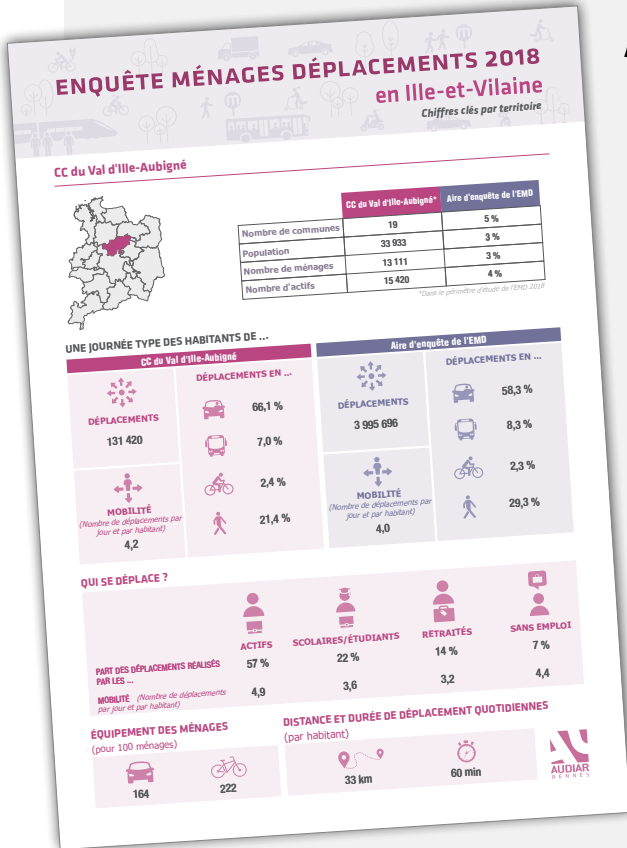 ENQUÊTE MÉNAGES DÉPLACEMENTS 2018
en Ille-et-Vilaine
Chiffres clés par territoire
CC du Val d'Ille-Aubigné
CC du Val d'Ille-Aubigné* Aire d'enquête de l'EMD
Nombre de communes 19 5 %
Population 33 933 3 %
Nombre de ménages 13 111 3 %
Nombre d'actifs 15 420 4 %
*Dans le périmètre d'étude de l'EMD 2018
UNE JOURNÉE TYPE DES HABITANTS DE ...
CC du Val d'Ille-Aubigné
DÉPLACEMENTS
131 420
MOBILITÉ
(Nombre de déplacements par
jour et par habitant)
4,2
DÉPLACEMENTS EN ...
66,1 %
7,0 %
2,4 %
21,4 %
Aire d'enquête de l'EMD
DÉPLACEMENTS
3 995 696
MOBILITÉ
(Nombre de déplacements par
jour et par habitant)
4,0
DÉPLACEMENTS EN ...
58,3 %
8,3 %
2,3 %
29,3 %
QUI SE DÉPLACE ?
ACTIFS SCOLAIRES/ÉTUDIANTS RETRAITÉS SANS EMPLOI
PART DES DÉPLACEMENTS RÉALISÉS
PAR LES ...
57 % 22 % 14 % 7 %
MOBILITÉ (Nombre de déplacements
par jour et par habitant)
4,9 3,6 3,2 4,4
ÉQUIPEMENT DES MÉNAGES
(pour 100 ménages)
164 222
DISTANCE ET DURÉE DE DÉPLACEMENT QUOTIDIENNES
(par habitant)
33 km 60 min
AUDIAR
RENNES